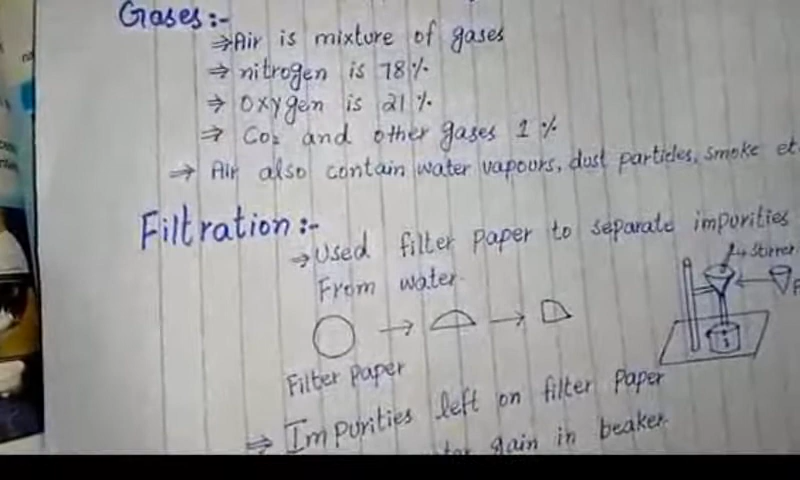 Gases:-
⇒ Air is mixture of gases
⇒ nitrogen is 78%
⇒ Oxygen is 21%
⇒ CO₂ and other gases 1%
⇒ Air also contain water vapours, dust particles, smoke et
Filtration:-
⇒ Used filter paper to separate impurities
From water.
Stirrer
Filter paper
⇒ Impurities left on filter paper
gain in beaker.